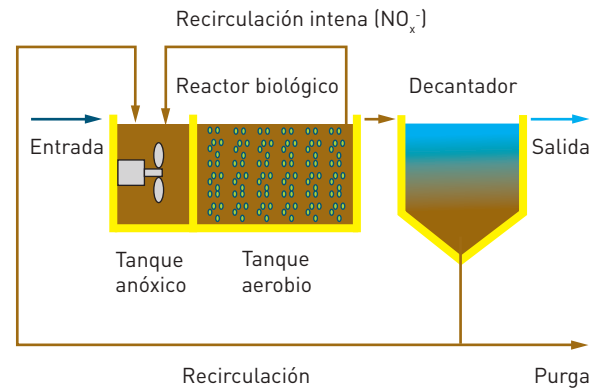 Recirculación intena (NOₓ⁻)
Reactor biológico
Decantador
Entrada
Salida
Tanque
anóxico
Tanque
aerobio
Recirculación
Purga